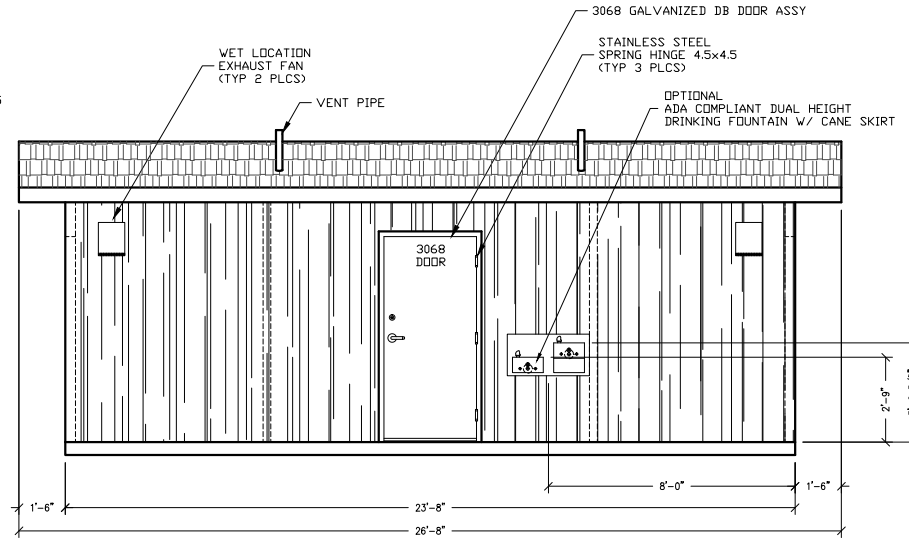 3068 GALVANIZED DB DOOR ASSY
STAINLESS STEEL
SPRING HINGE 4.5x4.5
(TYP 3 PLCS)
WET LOCATION
EXHAUST FAN
(TYP 2 PLCS)
VENT PIPE
OPTIONAL
ADA COMPLIANT DUAL HEIGHT
DRINKING FOUNTAIN W/ CANE SKIRT
3068
DOOR
2'-9"
8'-0"
1'-6"
1'-6"
23'-8"
26'-8"